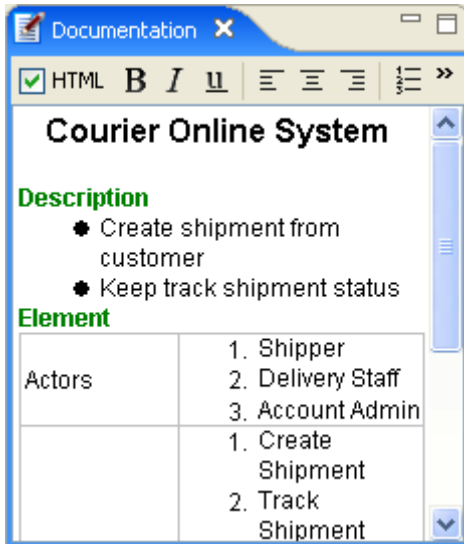 Documentation
HTML B I u »
Courier Online System
Description
Create shipment from
customer
Keep track shipment status
Element
Actors
1. Shipper
2. Delivery Staff
3. Account Admin
1. Create
Shipment
2. Track
Shipment